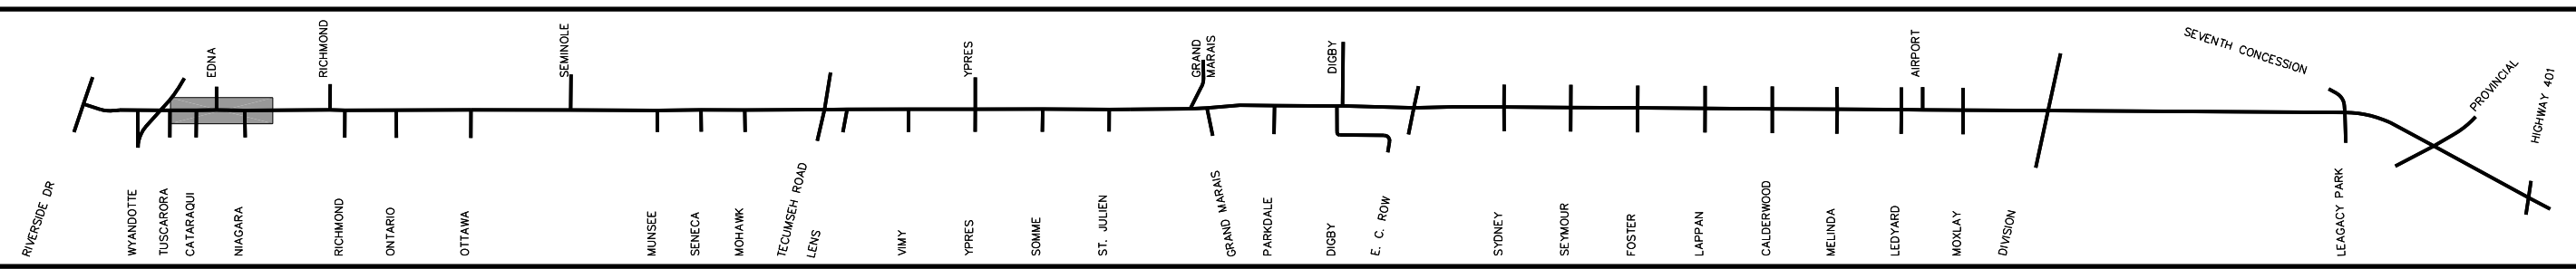 EDNA
RICHMOND
SEMINOLE
YPRES
GRAND
MARAIS
DIGBY
AIRPORT
SEVENTH CONCESSION
PROVINCIAL
HIGHWAY 401
RIVERSIDE DR
WYANDOTTE
TUSCARORA
CATARAQUI
NIAGARA
RICHMOND
ONTARIO
OTTAWA
MUNSEE
SENECA
MOHAWK
TECUMSEH ROAD
LENS
VIMY
YPRES
SOMME
ST. JULIEN
GRAND MARAIS
PARKDALE
DIGBY
E. C. ROW
SYDNEY
SEYMOUR
FOSTER
LAPPAN
CALDERWOOD
MELINDA
LEDYARD
MOXLAY
DIVISION
LEAGACY PARK